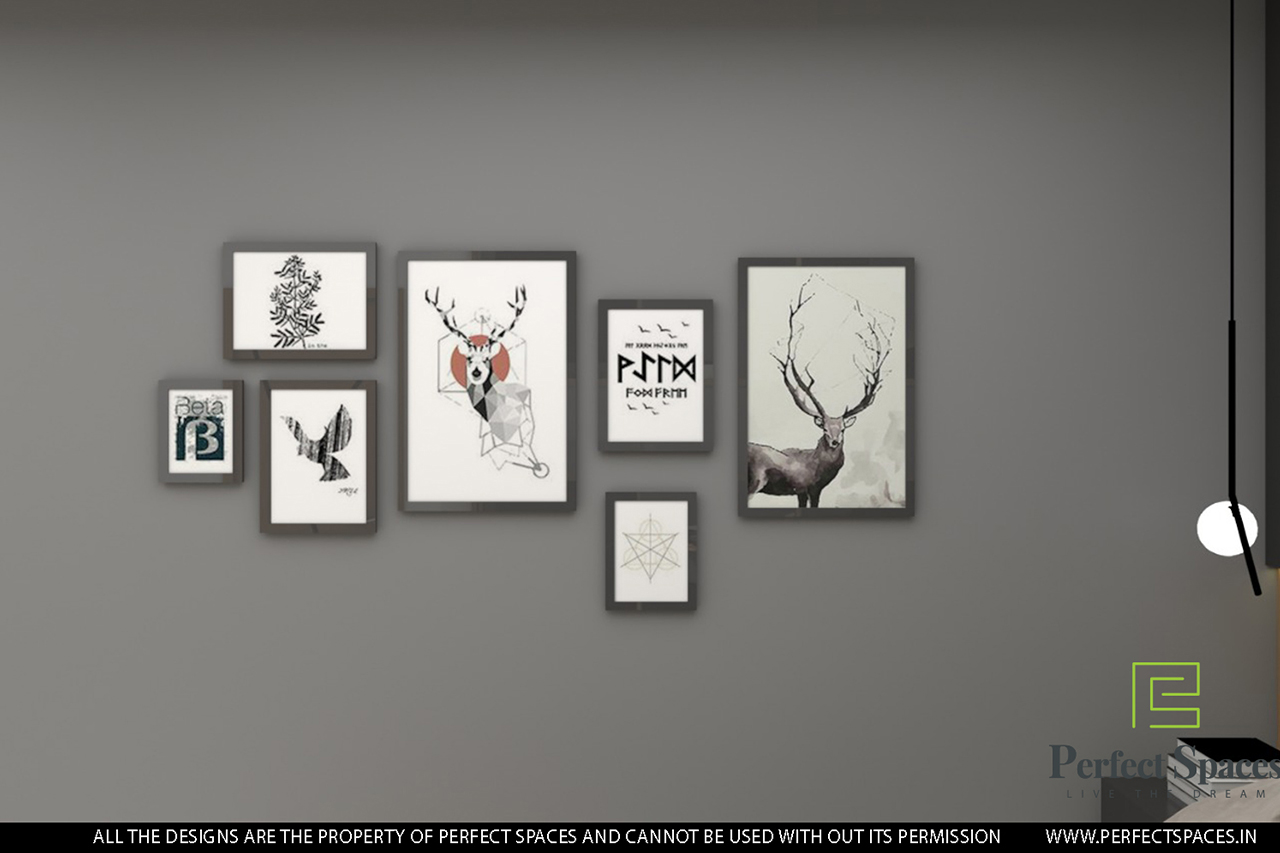 Beta
β
ᚹᛇᛚᛞ
Perfect Spaces
LIVE THE DREAM
ALL THE DESIGNS ARE THE PROPERTY OF PERFECT SPACES AND CANNOT BE USED WITH OUT ITS PERMISSION WWW.PERFECTSPACES.IN